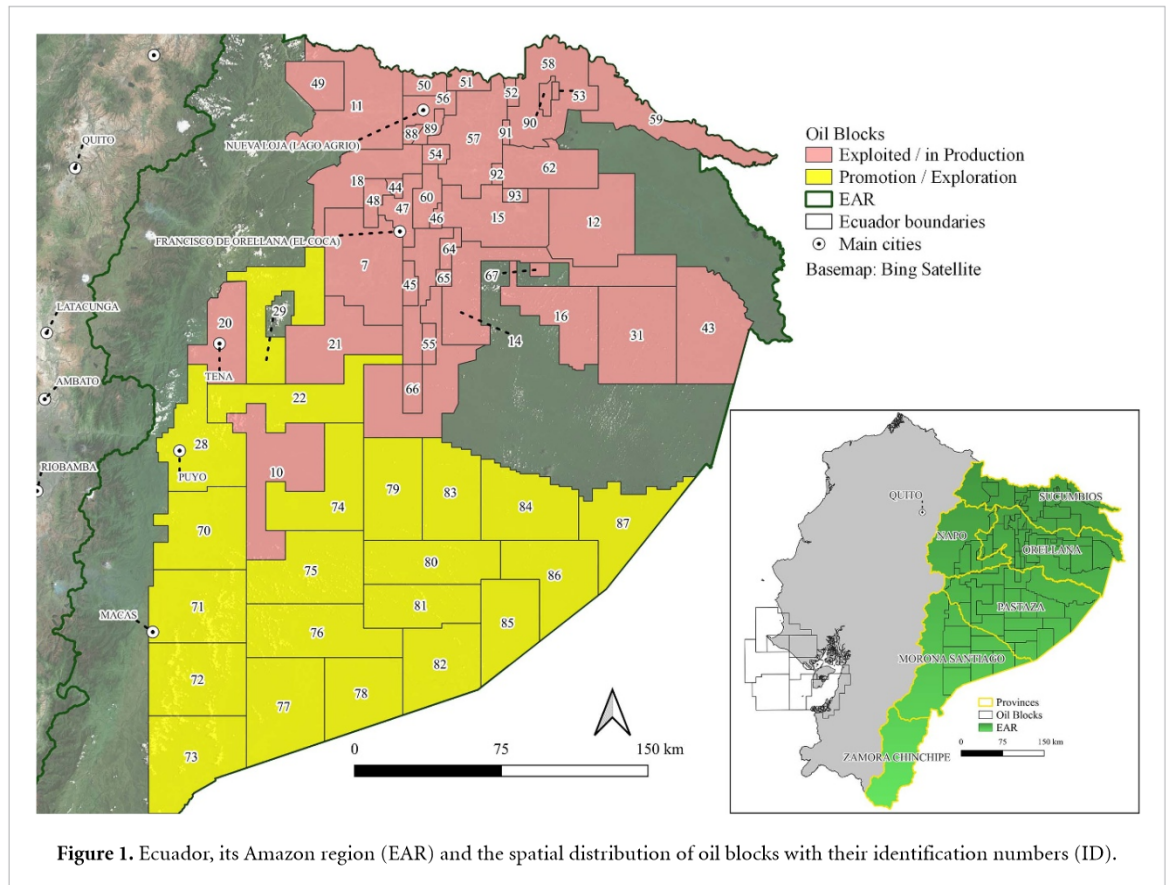 58
51
50
52
49
53
56
11
59
90
QUITO
89
88
91
57
NUEVA LOJA (LAGO AGRIO)
54
62
92
18
44
93
60
48
47
12
46
15
FRANCISCO DE ORELLANA (EL COCA)
64
7
67
65
45
29
16
LATACUNGA
20
43
31
14
21
55
TENA
AMBATO
66
22
28
RIOBAMBA
10
PUYO
79
83
74
84
87
70
80
75
86
71
81
MACAS
85
76
82
72
78
77
73
0 75 150 km
Oil Blocks
Exploited / in Production
Promotion / Exploration
EAR
Ecuador boundaries
Main cities
Basemap: Bing Satellite
QUITO
SUCUMBIOS
NAPO
ORELLANA
PASTAZA
MORONA SANTIAGO
ZAMORA CHINCHIPE
Provinces
Oil Blocks
EAR
0 75 150 km
Figure 1. Ecuador, its Amazon region (EAR) and the spatial distribution of oil blocks with their identification numbers (ID).